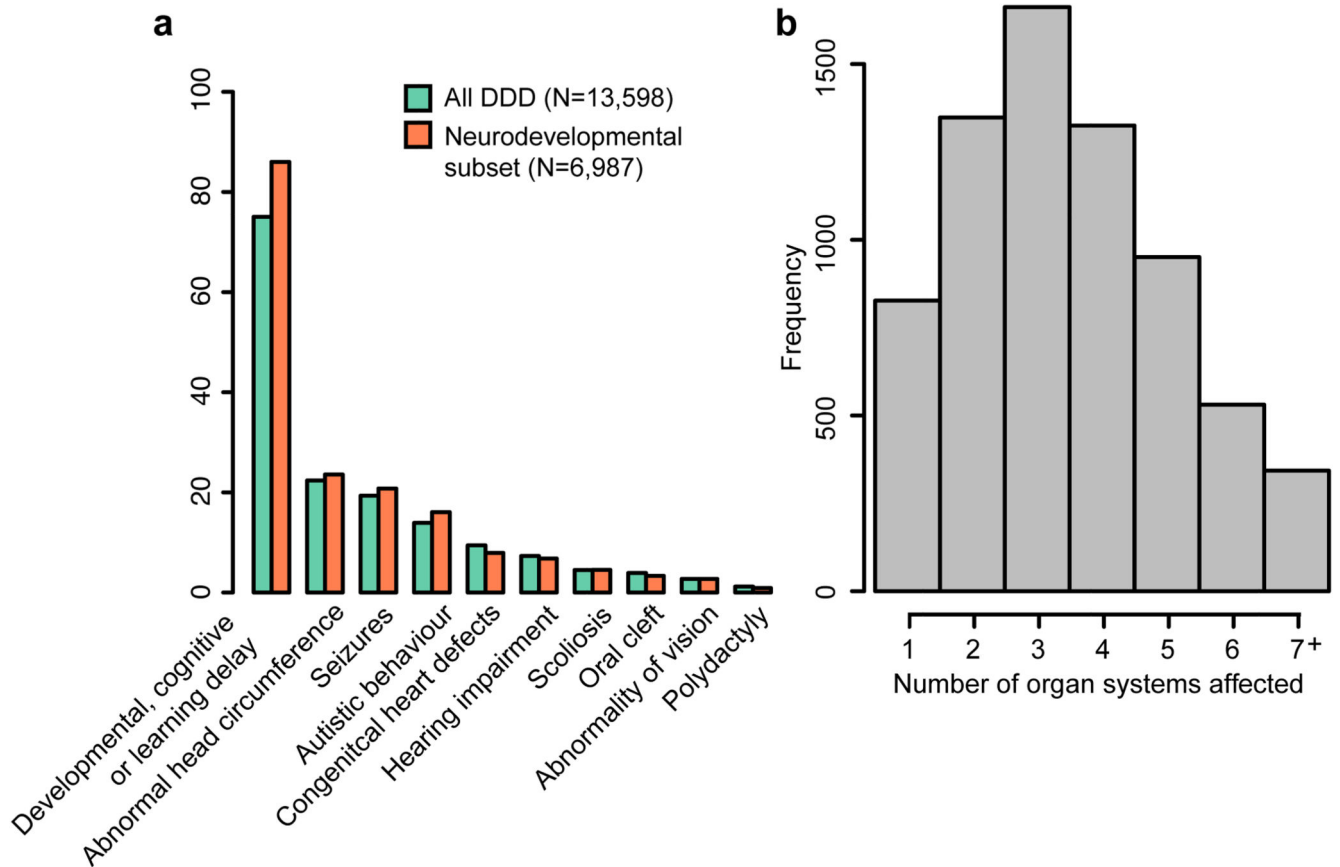 a
100
80
60
40
20
0
All DDD (N=13,598)
Neurodevelopmental
subset (N=6,987)
Developmental, cognitive
or learning delay
Abnormal head circumference
Seizures
Autistic behaviour
Congenitcal heart defects
Hearing impairment
Scoliosis
Oral cleft
Abnormality of vision
Polydactyly
b
Frequency
1500
1000
500
0
1 2 3 4 5 6 7+
Number of organ systems affected